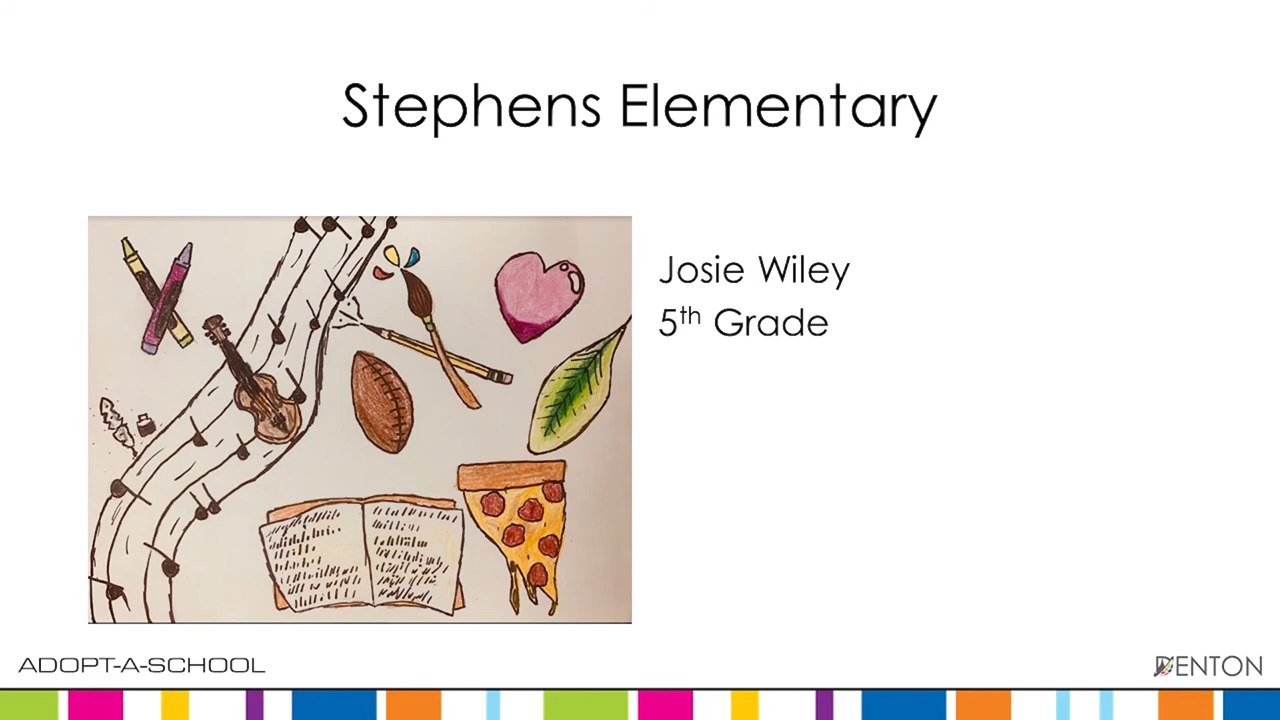 Stephens Elementary
Josie Wiley
5th Grade
ADOPT-A-SCHOOL
DENTON